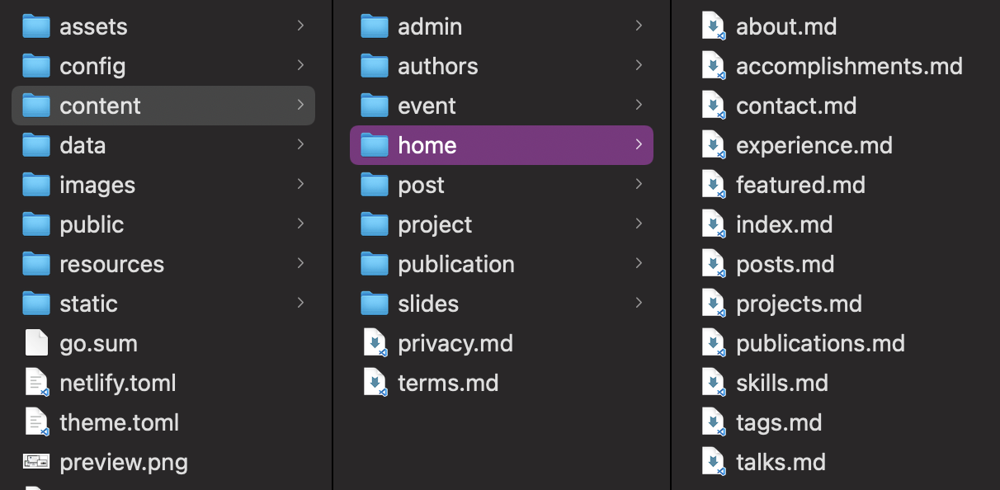 assets
config
content
data
images
public
resources
static
go.sum
netlify.toml
theme.toml
preview.png
admin
authors
event
home
post
project
publication
slides
privacy.md
terms.md
about.md
accomplishments.md
contact.md
experience.md
featured.md
index.md
posts.md
projects.md
publications.md
skills.md
tags.md
talks.md